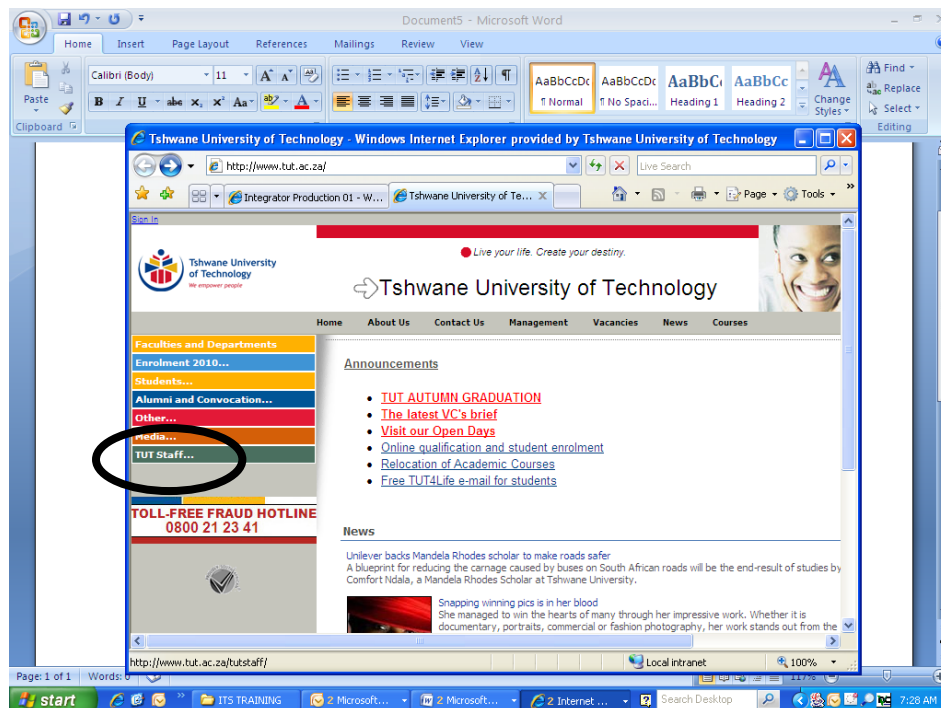 Document5 - Microsoft Word
Home Insert Page Layout References Mailings Review View
Calibri (Body) 11
Paste
Clipboard
AaBbCcDc AaBbCcDc AaBbC AaBbCc
¶ Normal ¶ No Spaci... Heading 1 Heading 2
Change Styles
Find
Replace
Select
Editing
Tshwane University of Technology - Windows Internet Explorer provided by Tshwane University of Technology
http://www.tut.ac.za/
Live Search
Integrator Production 01 - W...
Tshwane University of Te...
Page Tools
Sign In
Tshwane University
of Technology
We empower people
Live your life. Create your destiny.
Tshwane University of Technology
Home About Us Contact Us Management Vacancies News Courses
Faculties and Departments
Enrolment 2010...
Students...
Alumni and Convocation...
Other...
Media...
TUT Staff...
TOLL-FREE FRAUD HOTLINE
0800 21 23 41
Announcements
TUT AUTUMN GRADUATION
The latest VC's brief
Visit our Open Days
Online qualification and student enrolment
Relocation of Academic Courses
Free TUT4Life e-mail for students
News
Unilever backs Mandela Rhodes scholar to make roads safer
A blueprint for reducing the carnage caused by buses on South African roads will be the end-result of studies by
Comfort Ndala, a Mandela Rhodes Scholar at Tshwane University.
Snapping winning pics is in her blood
She managed to win the hearts of many through her impressive work. Whether it is
documentary, portraits, commercial or fashion photography, her work stands out from the
http://www.tut.ac.za/tutstaff/
Local intranet
100%
Page: 1 of 1 Words: 0
117%
start
ITS TRAINING
2 Microsoft...
2 Microsoft...
2 Internet ...
Search Desktop
7:28 AM